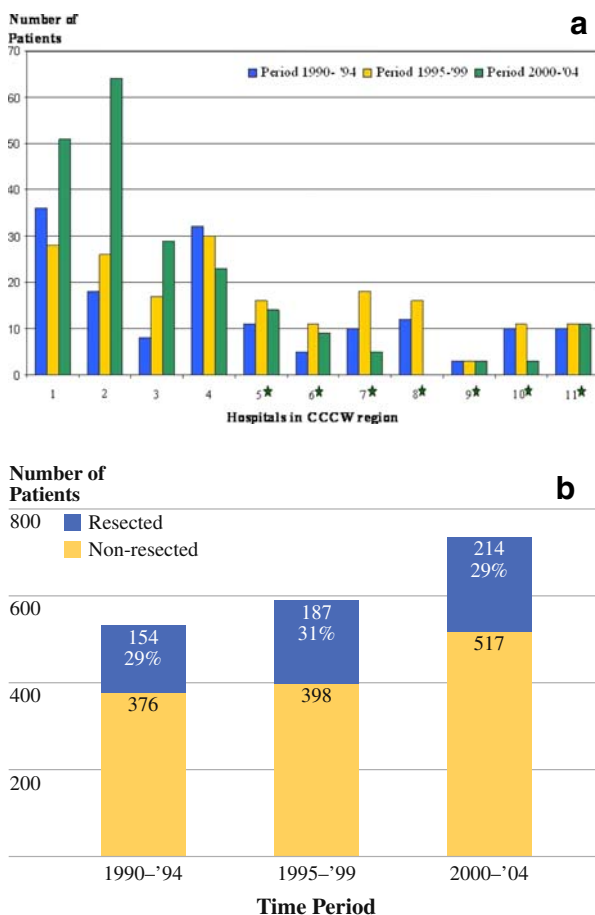 Number of
Patients
a
70
Period 1990- '94 Period 1995-'99 Period 2000-'04
60
50
40
30
20
10
0
1 2 3 4 5★ 6★ 7★ 8★ 9★ 10★ 11★
Hospitals in CCCW region
Number of
Patients
b
800
Resected
Non-resected
214
29%
600
187
31%
154
29%
517
400
398
376
200
1990–'94 1995–'99 2000–'04
Time Period